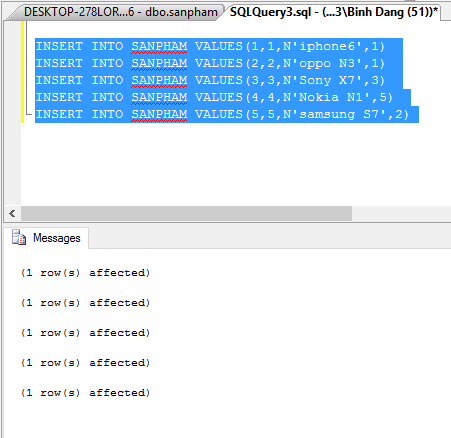 DESKTOP-278LOR...6 - dbo.sanpham SQLQuery3.sql - (...3\Binh Dang (51))*
INSERT INTO SANPHAM VALUES(1,1,N'iphone6',1)
INSERT INTO SANPHAM VALUES(2,2,N'oppo N3',1)
INSERT INTO SANPHAM VALUES(3,3,N'Sony X7',3)
INSERT INTO SANPHAM VALUES(4,4,N'Nokia N1',5)
INSERT INTO SANPHAM VALUES(5,5,N'samsung S7',2)
Messages
(1 row(s) affected)
(1 row(s) affected)
(1 row(s) affected)
(1 row(s) affected)
(1 row(s) affected)